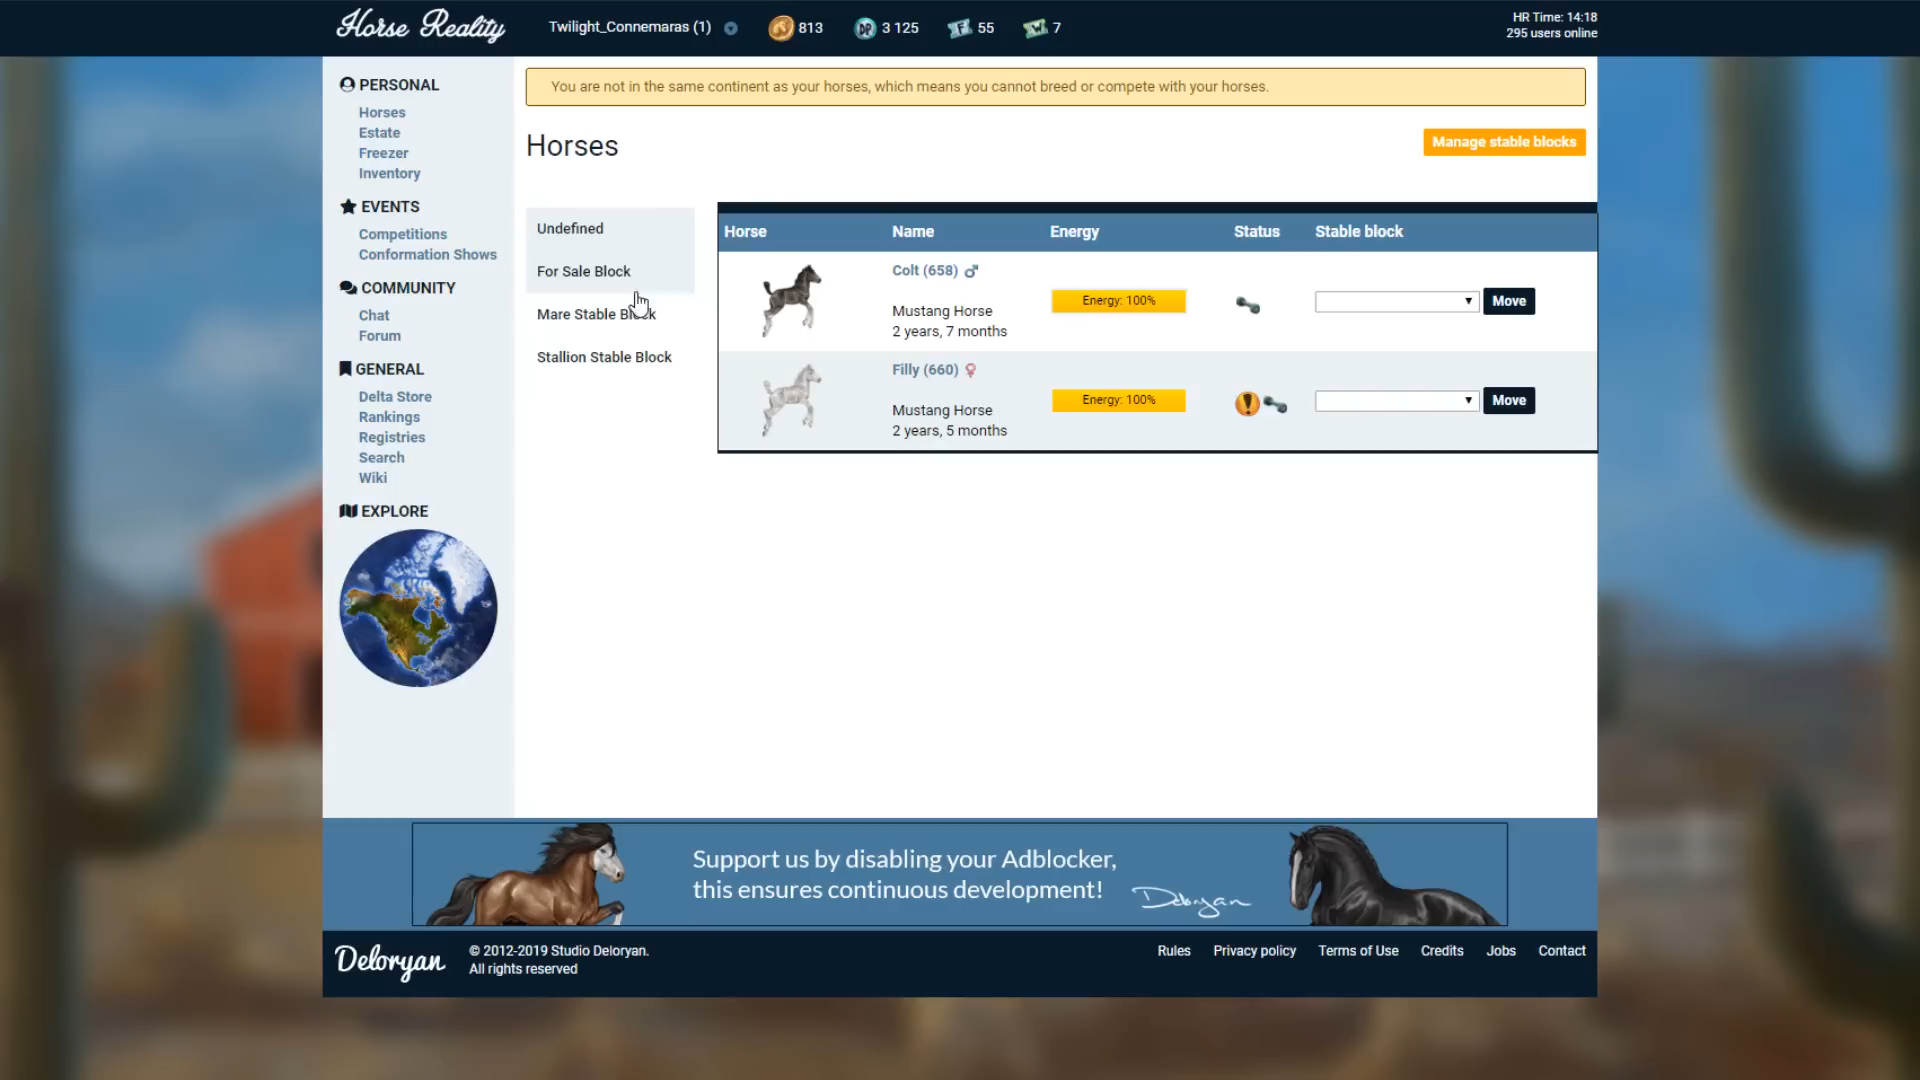 Horse Reality
Twilight_Connemaras (1)
813
DP
3 125
55
7
HR Time: 14:18
295 users online
PERSONAL
Horses
Estate
Freezer
Inventory
EVENTS
Competitions
Conformation Shows
COMMUNITY
Chat
Forum
GENERAL
Delta Store
Rankings
Registries
Search
Wiki
EXPLORE
You are not in the same continent as your horses, which means you cannot breed or compete with your horses.
Horses
Manage stable blocks
Undefined
For Sale Block
Mare Stable Block
Stallion Stable Block
Horse Name Energy Status Stable block
Colt (658)
Mustang Horse
2 years, 7 months
Energy: 100%
Move
Filly (660)
Mustang Horse
2 years, 5 months
Energy: 100%
Move
Support us by disabling your Adblocker,
this ensures continuous development!
Deloryan
Deloryan
© 2012-2019 Studio Deloryan.
All rights reserved
Rules Privacy policy Terms of Use Credits Jobs Contact